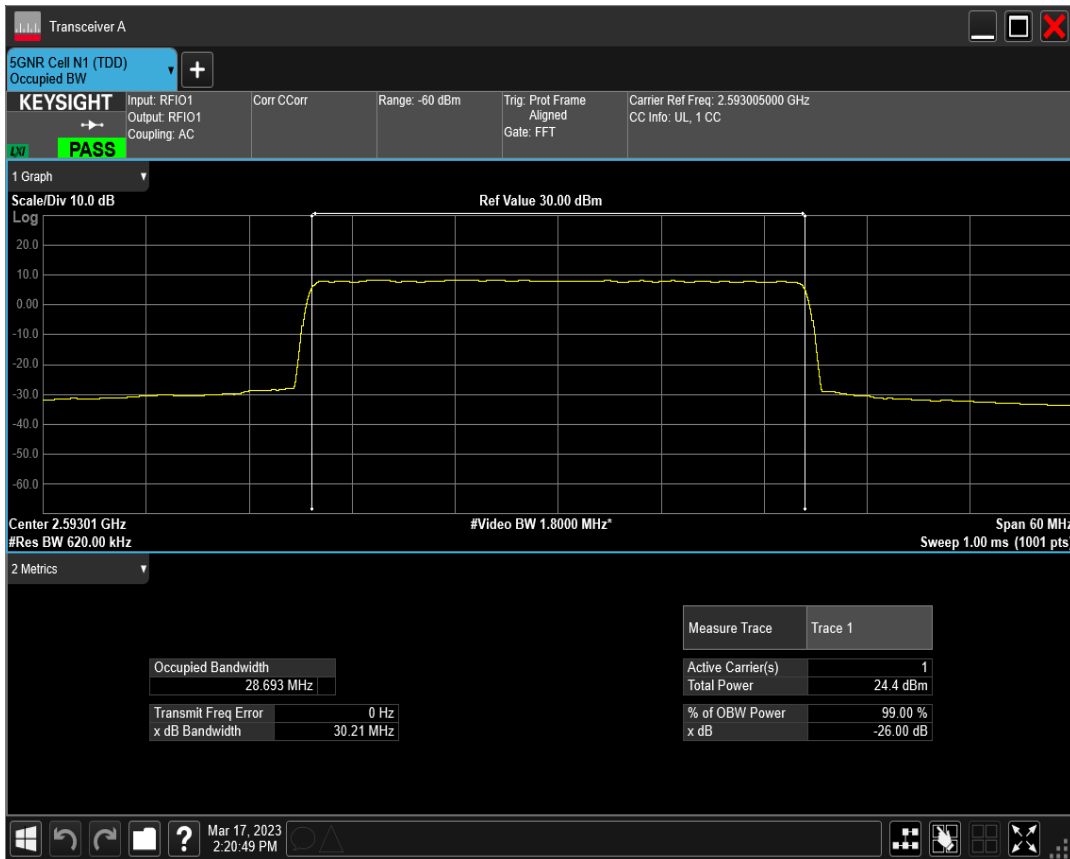 Transceiver A
5GNR Cell N1 (TDD)
Occupied BW
+
KEYSIGHT
LXI
PASS
Input: RFIO1
Output: RFIO1
Coupling: AC
Corr CCorr
Range: -60 dBm
Trig: Prot Frame
Aligned
Gate: FFT
Carrier Ref Freq: 2.593005000 GHz
CC Info: UL, 1 CC
1 Graph
Scale/Div 10.0 dB
Ref Value 30.00 dBm
Log
20.0
10.0
0.00
-10.0
-20.0
-30.0
-40.0
-50.0
-60.0
Center 2.59301 GHz
#Video BW 1.8000 MHz*
Span 60 MHz
#Res BW 620.00 kHz
Sweep 1.00 ms (1001 pts)
2 Metrics
Measure Trace Trace 1
Occupied Bandwidth
28.693 MHz
Active Carrier(s) 1
Total Power 24.4 dBm
Transmit Freq Error 0 Hz
x dB Bandwidth 30.21 MHz
% of OBW Power 99.00 %
x dB -26.00 dB
?
Mar 17, 2023
2:20:49 PM